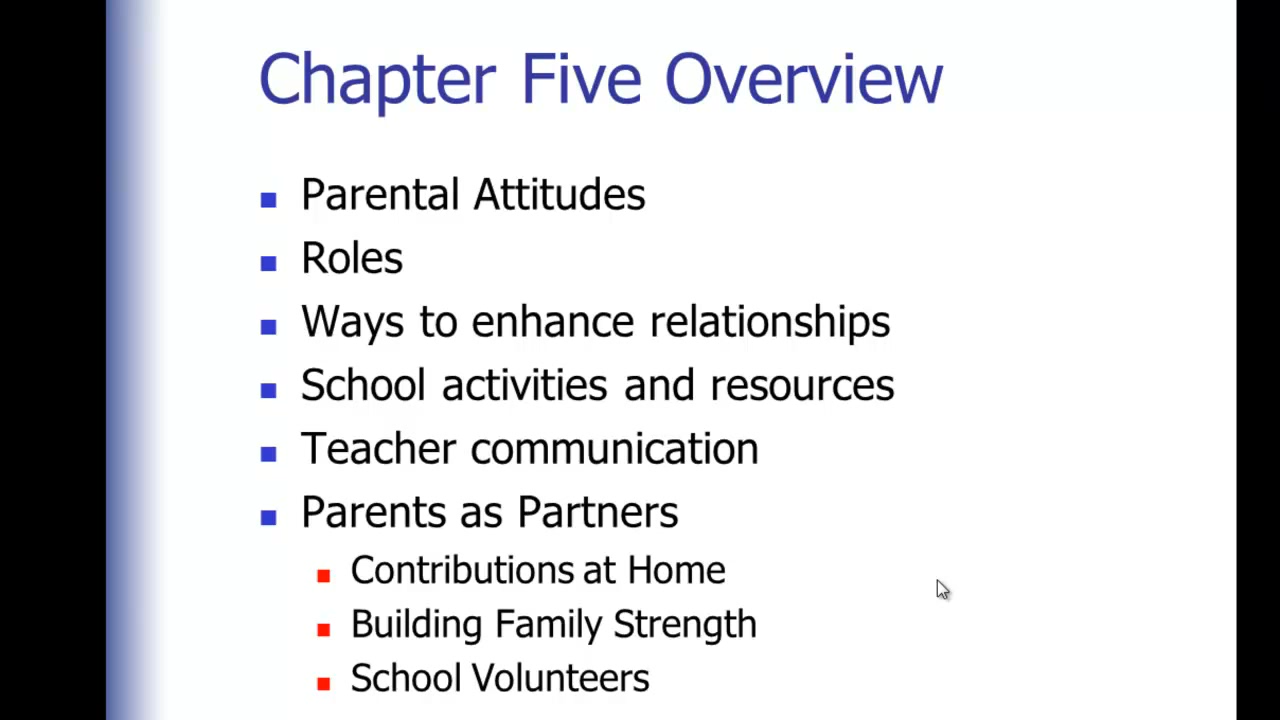 Chapter Five Overview
Parental Attitudes
Roles
Ways to enhance relationships
School activities and resources
Teacher communication
Parents as Partners
Contributions at Home
Building Family Strength
School Volunteers